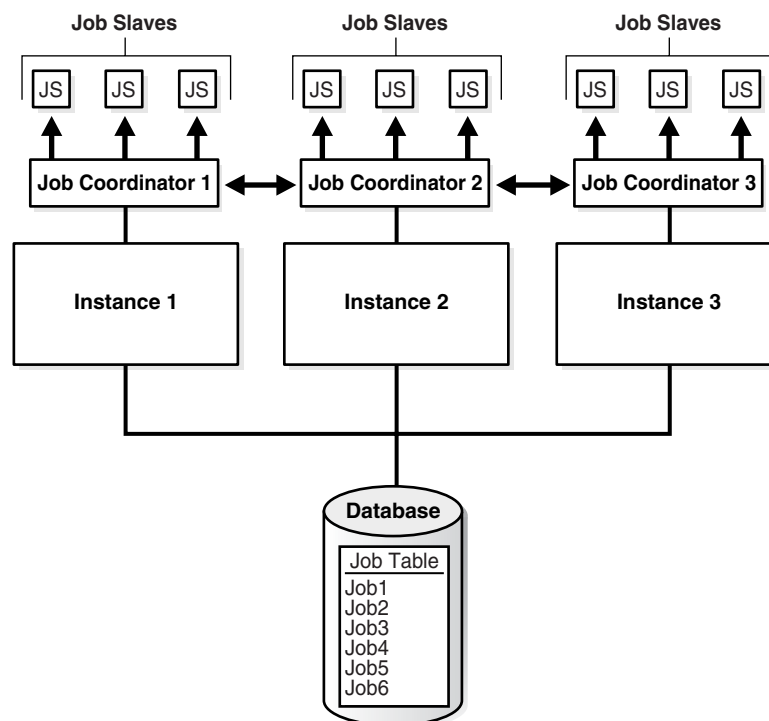 Job Slaves Job Slaves Job Slaves
JS JS JS JS JS JS JS JS JS
Job Coordinator 1 Job Coordinator 2 Job Coordinator 3
Instance 1 Instance 2 Instance 3
Database
Job Table
Job1
Job2
Job3
Job4
Job5
Job6